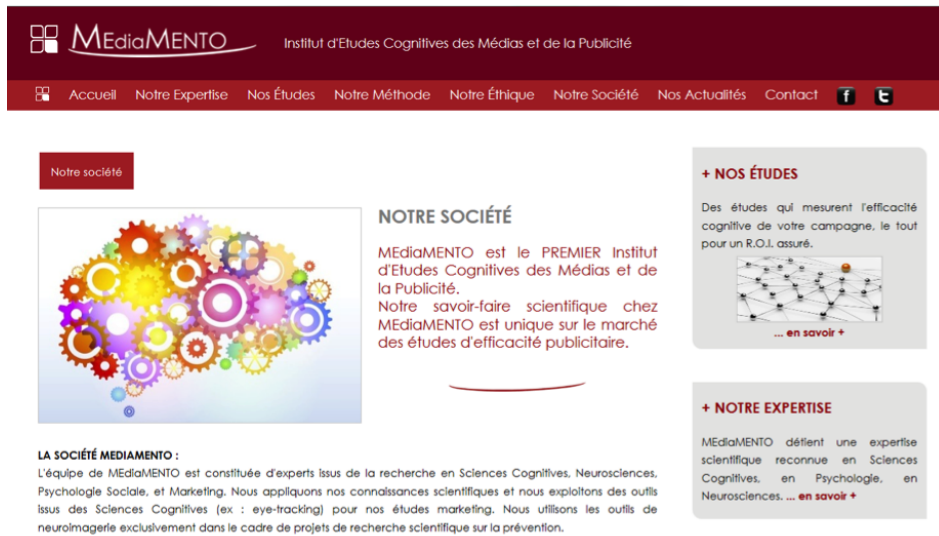 MEdiaMENTO
Institut d'Etudes Cognitives des Médias et de la Publicité
Accueil Notre Expertise Nos Études Notre Méthode Notre Éthique Notre Société Nos Actualités Contact f t
Notre société
NOTRE SOCIÉTÉ
MEdiaMENTO est le PREMIER Institut
d'Etudes Cognitives des Médias et de
la Publicité.
Notre savoir-faire scientifique chez
MEdiaMENTO est unique sur le marché
des études d'efficacité publicitaire.
LA SOCIÉTÉ MEDIAMENTO :
L'équipe de MEdiaMENTO est constituée d'experts issus de la recherche en Sciences Cognitives, Neurosciences,
Psychologie Sociale, et Marketing. Nous appliquons nos connaissances scientifiques et nous exploitons des outils
issus des Sciences Cognitives (ex : eye-tracking) pour nos études marketing. Nous utilisons les outils de
neuroimagerie exclusivement dans le cadre de projets de recherche scientifique sur la prévention.
+ NOS ÉTUDES
Des études qui mesurent l'efficacité
cognitive de votre campagne, le tout
pour un R.O.I. assuré.
... en savoir +
+ NOTRE EXPERTISE
MEdiaMENTO détient une expertise
scientifique reconnue en Sciences
Cognitives, en Psychologie, en
Neurosciences. ... en savoir +